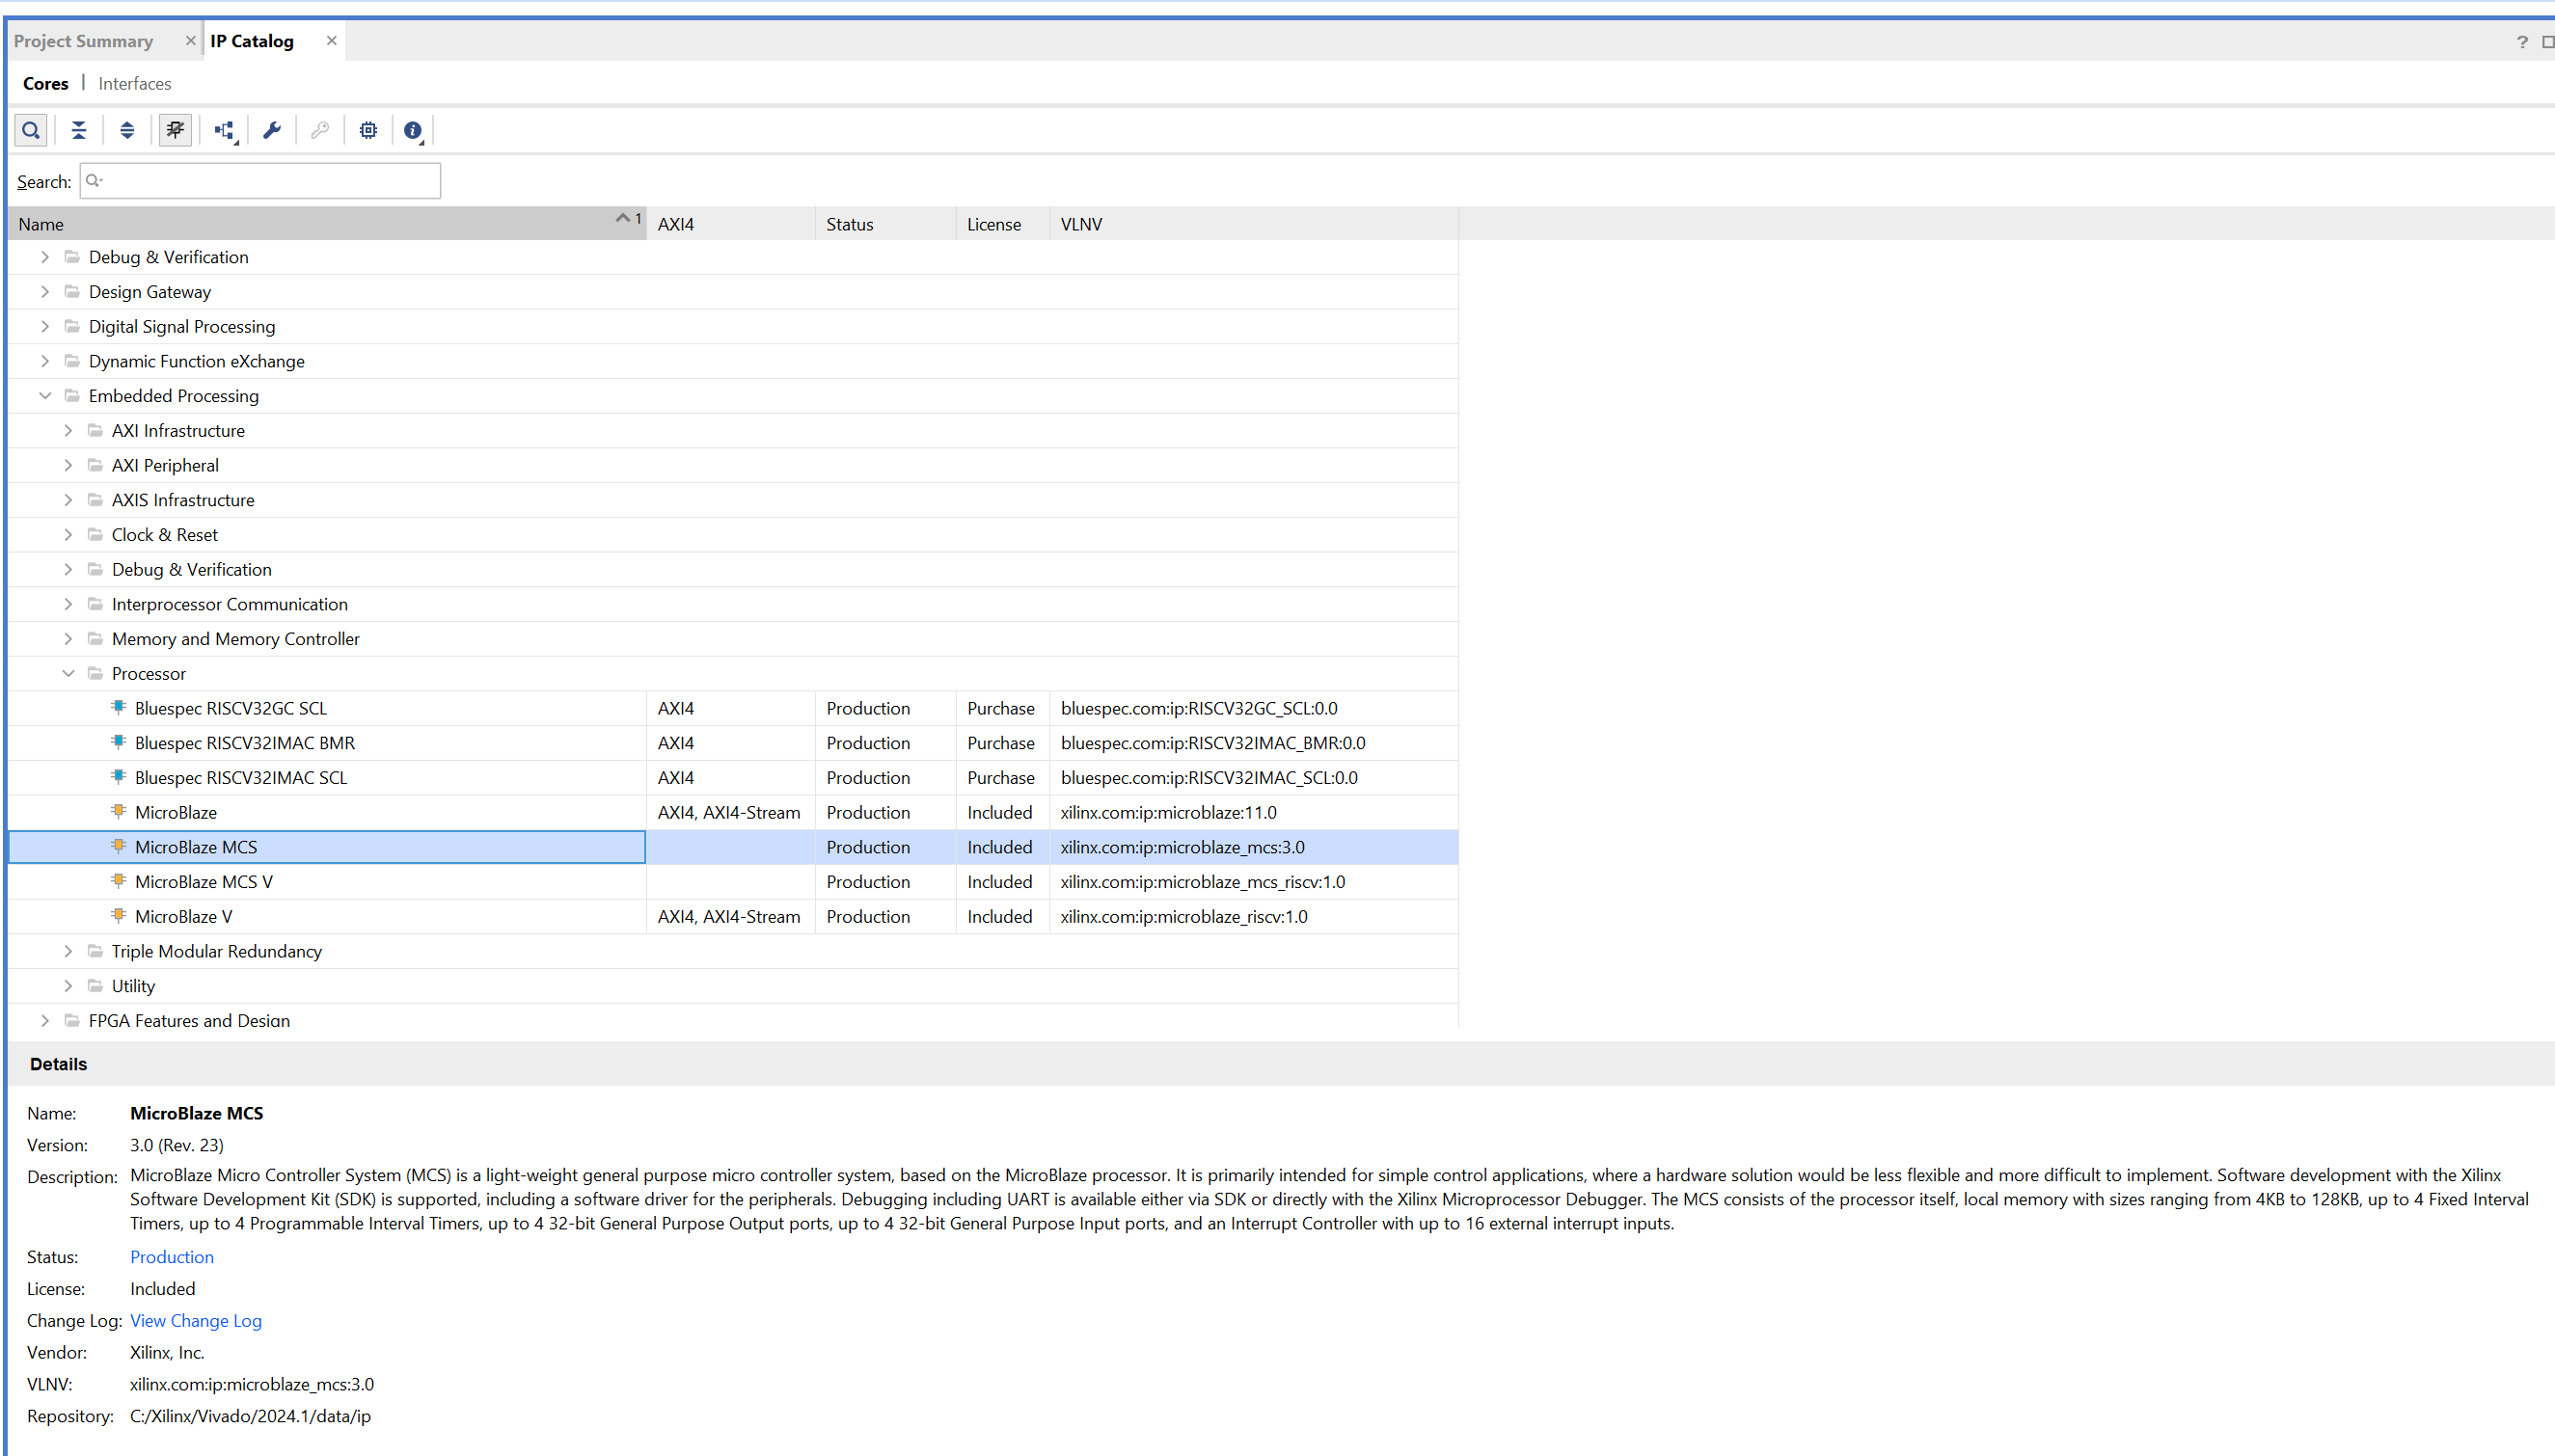 Project Summary IP Catalog ?
Cores | Interfaces
Search:
Name 1 AXI4 Status License VLNV
Debug & Verification
Design Gateway
Digital Signal Processing
Dynamic Function eXchange
Embedded Processing
AXI Infrastructure
AXI Peripheral
AXIS Infrastructure
Clock & Reset
Debug & Verification
Interprocessor Communication
Memory and Memory Controller
Processor
Bluespec RISCV32GC SCL AXI4 Production Purchase bluespec.com:ip:RISCV32GC_SCL:0.0
Bluespec RISCV32IMAC BMR AXI4 Production Purchase bluespec.com:ip:RISCV32IMAC_BMR:0.0
Bluespec RISCV32IMAC SCL AXI4 Production Purchase bluespec.com:ip:RISCV32IMAC_SCL:0.0
MicroBlaze AXI4, AXI4-Stream Production Included xilinx.com:ip:microblaze:11.0
MicroBlaze MCS Production Included xilinx.com:ip:microblaze_mcs:3.0
MicroBlaze MCS V Production Included xilinx.com:ip:microblaze_mcs_riscv:1.0
MicroBlaze V AXI4, AXI4-Stream Production Included xilinx.com:ip:microblaze_riscv:1.0
Triple Modular Redundancy
Utility
FPGA Features and Design
Details
Name: MicroBlaze MCS
Version: 3.0 (Rev. 23)
Description: MicroBlaze Micro Controller System (MCS) is a light-weight general purpose micro controller system, based on the MicroBlaze processor. It is primarily intended for simple control applications, where a hardware solution would be less flexible and more difficult to implement. Software development with the Xilinx
Software Development Kit (SDK) is supported, including a software driver for the peripherals. Debugging including UART is available either via SDK or directly with the Xilinx Microprocessor Debugger. The MCS consists of the processor itself, local memory with sizes ranging from 4KB to 128KB, up to 4 Fixed Interval
Timers, up to 4 Programmable Interval Timers, up to 4 32-bit General Purpose Output ports, up to 4 32-bit General Purpose Input ports, and an Interrupt Controller with up to 16 external interrupt inputs.
Status: Production
License: Included
Change Log: View Change Log
Vendor: Xilinx, Inc.
VLNV: xilinx.com:ip:microblaze_mcs:3.0
Repository: C:/Xilinx/Vivado/2024.1/data/ip